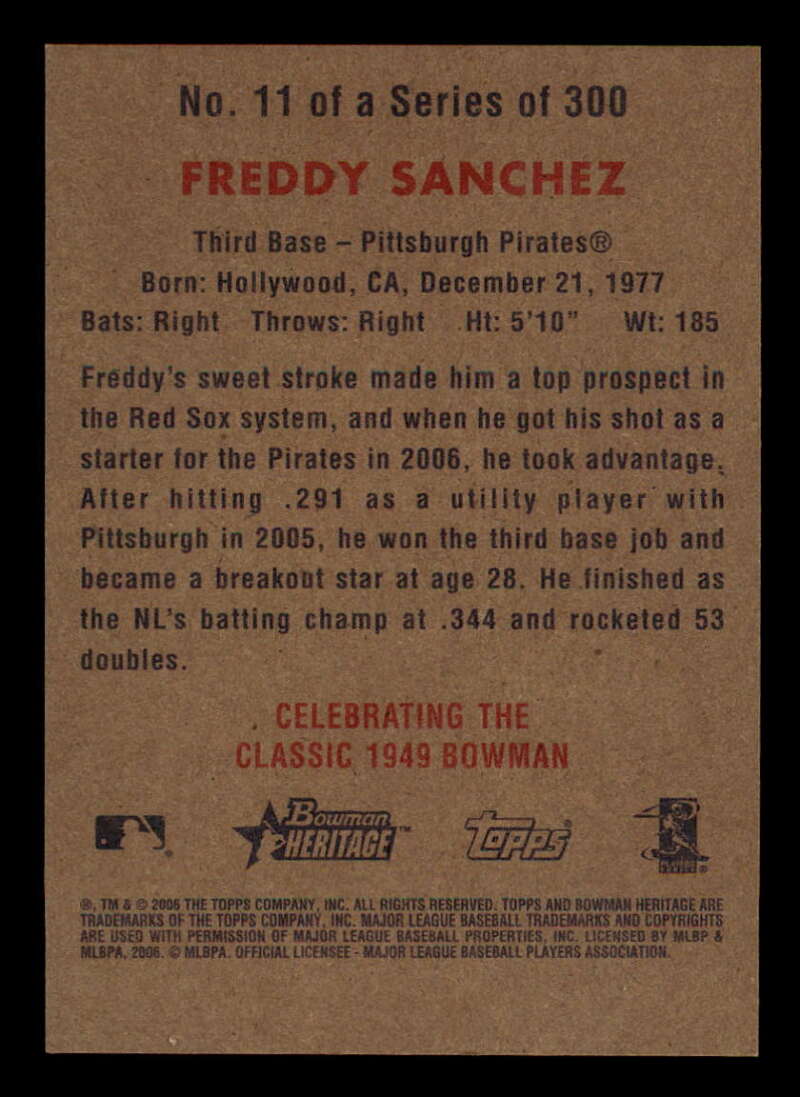 No. 11 of a Series of 300
FREDDY SANCHEZ
Third Base – Pittsburgh Pirates®
Born: Hollywood, CA, December 21, 1977
Bats: Right Throws: Right Ht: 5'10" Wt: 185
Freddy's sweet stroke made him a top prospect in
the Red Sox system, and when he got his shot as a
starter for the Pirates in 2006, he took advantage.
After hitting .291 as a utility player with
Pittsburgh in 2005, he won the third base job and
became a breakout star at age 28. He finished as
the NL's batting champ at .344 and rocketed 53
doubles.
CELEBRATING THE
CLASSIC 1949 BOWMAN
Bowman
HERITAGE™
TOPPS®
®, TM & © 2006 THE TOPPS COMPANY, INC. ALL RIGHTS RESERVED. TOPPS AND BOWMAN HERITAGE ARE
TRADEMARKS OF THE TOPPS COMPANY, INC. MAJOR LEAGUE BASEBALL TRADEMARKS AND COPYRIGHTS
ARE USED WITH PERMISSION OF MAJOR LEAGUE BASEBALL PROPERTIES, INC. LICENSED BY MLBP &
MLBPA, 2006. © MLBPA. OFFICIAL LICENSEE - MAJOR LEAGUE BASEBALL PLAYERS ASSOCIATION.